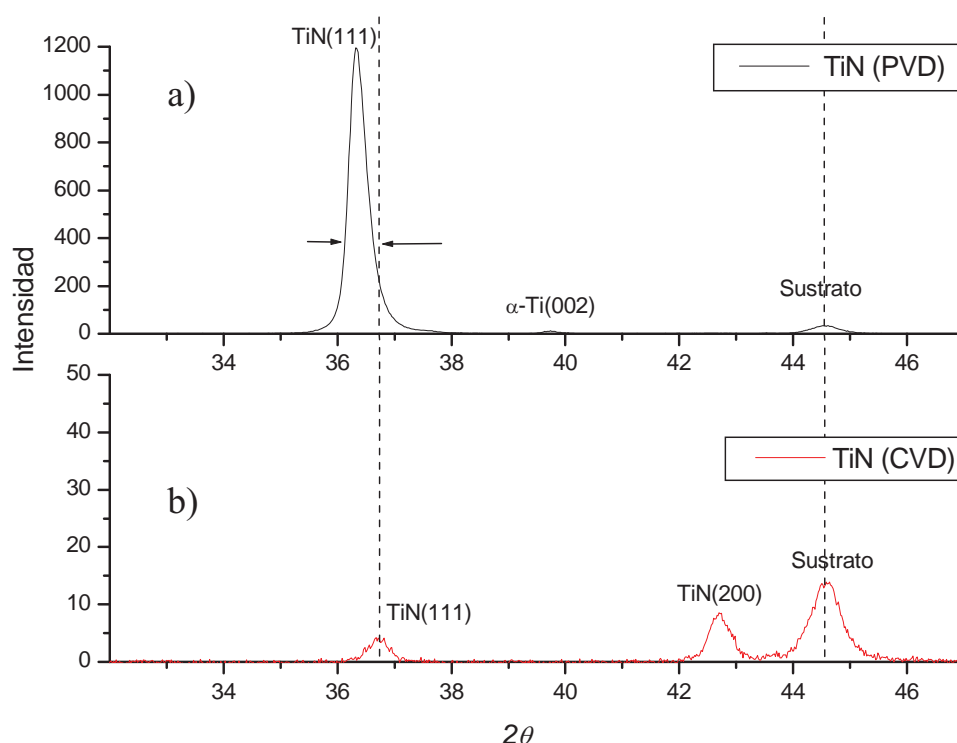 TiN(111)
1200
1000
800
600
400
200
0
a)
TiN (PVD)
α-Ti(002)
Sustrato
34 36 38 40 42 44 46
Intensidad
50
40
30
20
10
0
b)
TiN (CVD)
TiN(111)
TiN(200)
Sustrato
34 36 38 40 42 44 46
2θ